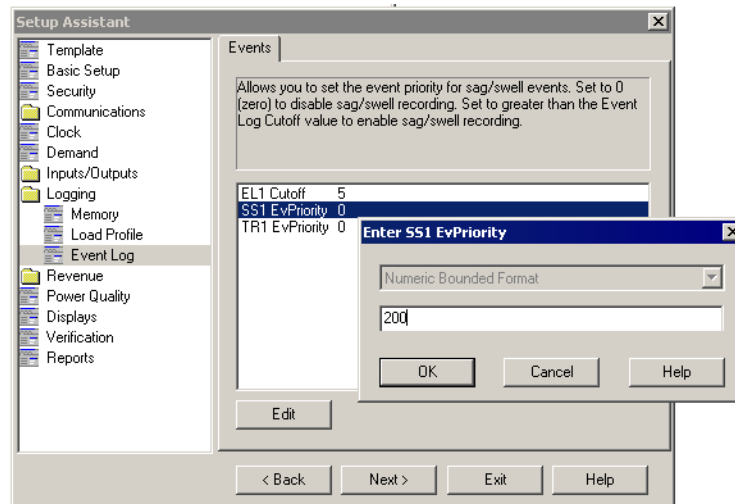 Setup Assistant
Template
Basic Setup
Security
Communications
Clock
Demand
Inputs/Outputs
Logging
Memory
Load Profile
Event Log
Revenue
Power Quality
Displays
Verification
Reports
Events
Allows you to set the event priority for sag/swell events. Set to 0
(zero) to disable sag/swell recording. Set to greater than the Event
Log Cutoff value to enable sag/swell recording.
EL1 Cutoff 5
SS1 EvPriority 0
TR1 EvPriority 0
Enter SS1 EvPriority
Numeric Bounded Format
200
OK Cancel Help
Edit
< Back Next > Exit Help